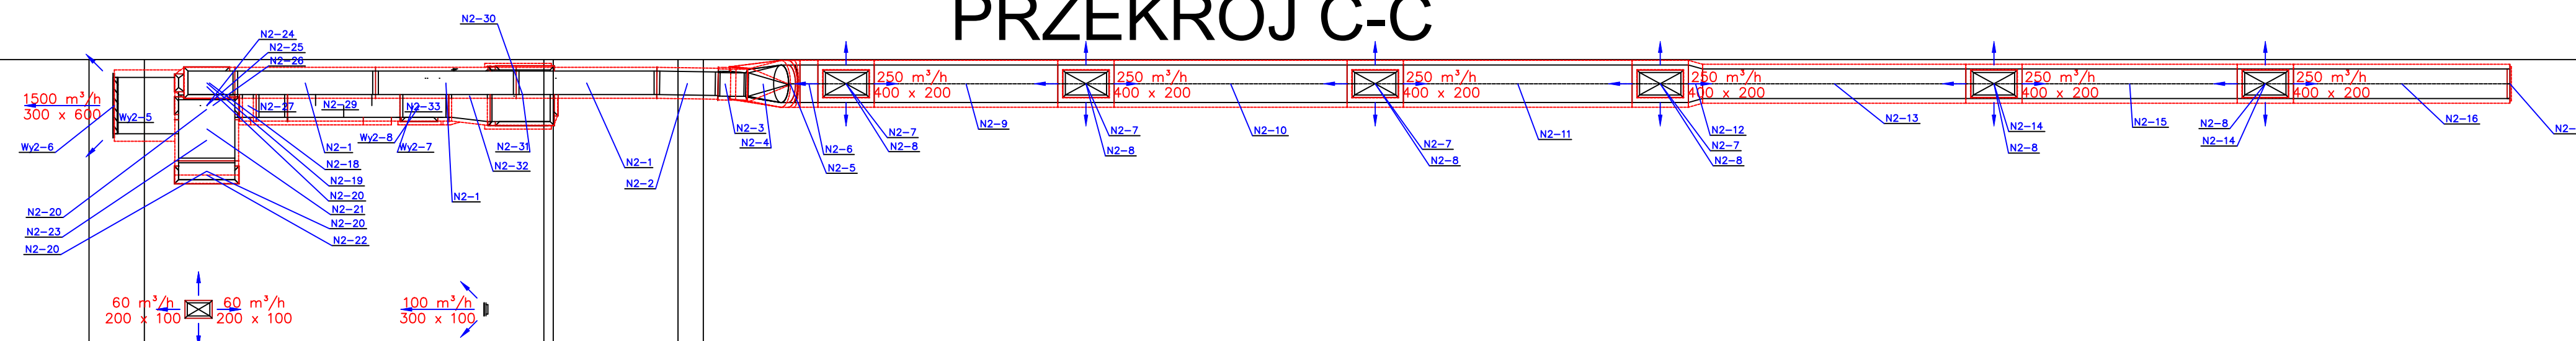 PRZEKRÓJ C-C
N2-30
N2-24
N2-25
N2-26
1500 m³/h
300 x 600
Wy2-5
Wy2-6
N2-27
N2-29
N2-33
Wy2-8
Wy2-7
N2-1
N2-18
N2-19
N2-20
N2-21
N2-20
N2-22
N2-20
N2-23
N2-20
N2-31
N2-32
N2-1
N2-1
N2-2
N2-3
N2-4
N2-6
N2-5
250 m³/h
400 x 200
N2-7
N2-8
N2-9
250 m³/h
400 x 200
N2-7
N2-8
N2-10
250 m³/h
400 x 200
N2-7
N2-8
N2-11
250 m³/h
400 x 200
N2-12
N2-7
N2-8
N2-13
250 m³/h
400 x 200
N2-14
N2-8
N2-15
250 m³/h
400 x 200
N2-8
N2-14
N2-16
60 m³/h
200 x 100
60 m³/h
200 x 100
100 m³/h
300 x 100